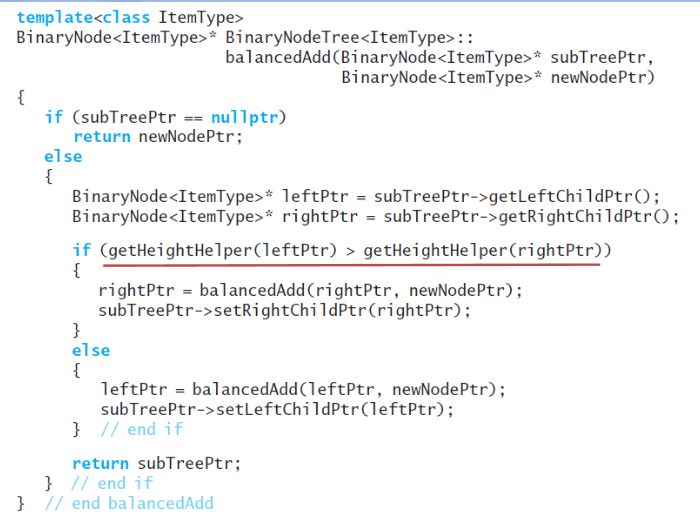 template<class ItemType>
BinaryNode<ItemType>* BinaryNodeTree<ItemType>::
balancedAdd(BinaryNode<ItemType>* subTreePtr,
BinaryNode<ItemType>* newNodePtr)
{
if (subTreePtr == nullptr)
return newNodePtr;
else
{
BinaryNode<ItemType>* leftPtr = subTreePtr->getLeftChildPtr();
BinaryNode<ItemType>* rightPtr = subTreePtr->getRightChildPtr();
if (getHeightHelper(leftPtr) > getHeightHelper(rightPtr))
{
rightPtr = balancedAdd(rightPtr, newNodePtr);
subTreePtr->setRightChildPtr(rightPtr);
}
else
{
leftPtr = balancedAdd(leftPtr, newNodePtr);
subTreePtr->setLeftChildPtr(leftPtr);
} // end if
return subTreePtr;
} // end if
} // end balancedAdd